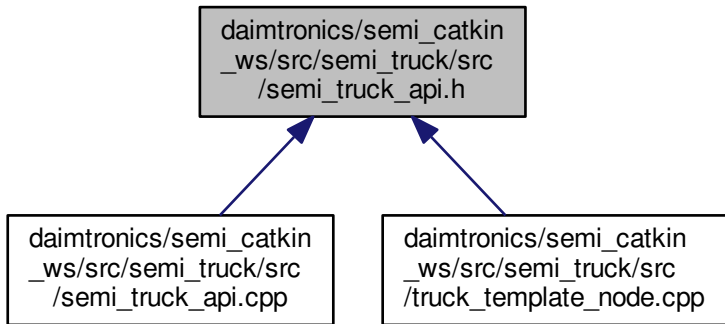 daimtronics/semi_catkin
_ws/src/semi_truck/src
/semi_truck_api.h
daimtronics/semi_catkin
_ws/src/semi_truck/src
/semi_truck_api.cpp
daimtronics/semi_catkin
_ws/src/semi_truck/src
/truck_template_node.cpp